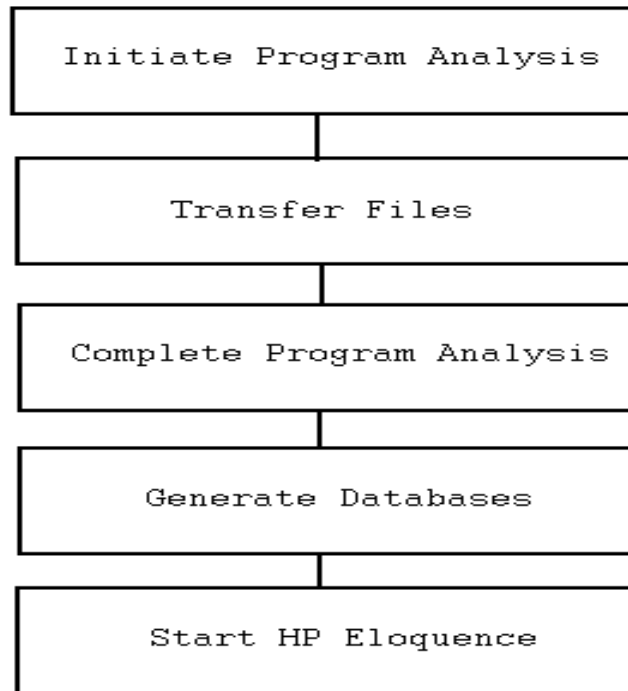 Initiate Program Analysis
Transfer Files
Complete Program Analysis
Generate Databases
Start HP Eloquence